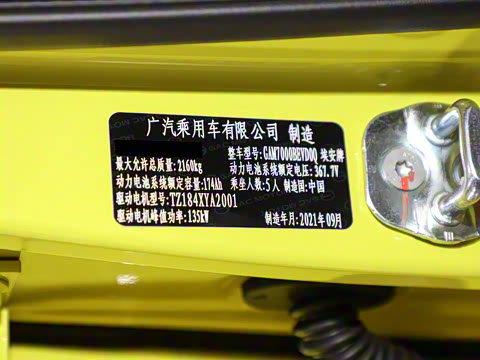 广汽乘用车有限公司 制造
整车型号:GAM7000BEVD0Q 埃安牌
最大允许总质量:2160kg 动力电池系统额定电压:367.7V
动力电池系统额定容量:174Ah 乘坐人数:5人 制造国:中国
驱动电机型号:TZ184XYA2001
驱动电机峰值功率:135kW 制造年月:2021年09月